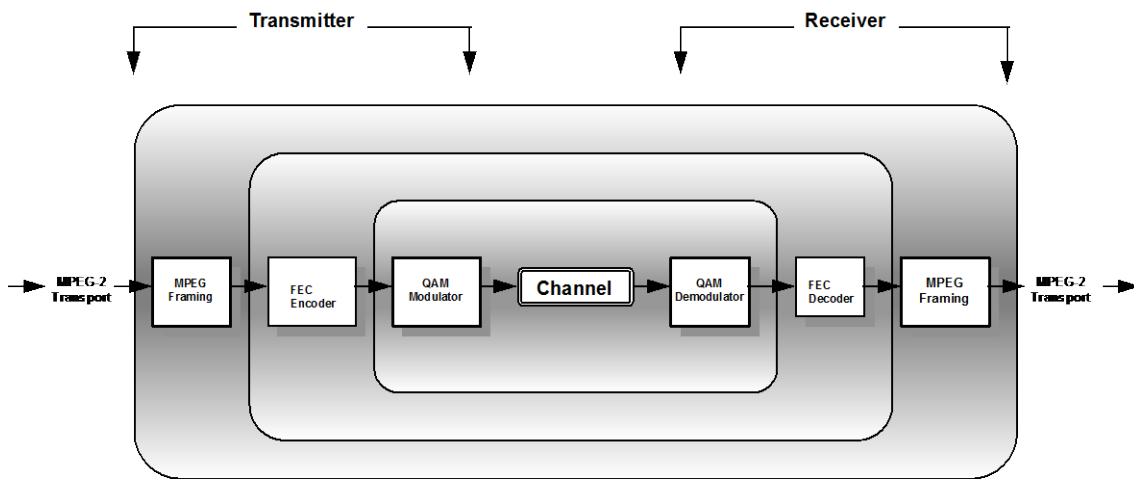 Transmitter
Receiver
MPEG-2
Transport
MPEG
Framing
FEC
Encoder
QAM
Modulator
Channel
QAM
Demodulator
FEC
Decoder
MPEG
Framing
MPEG-2
Transport